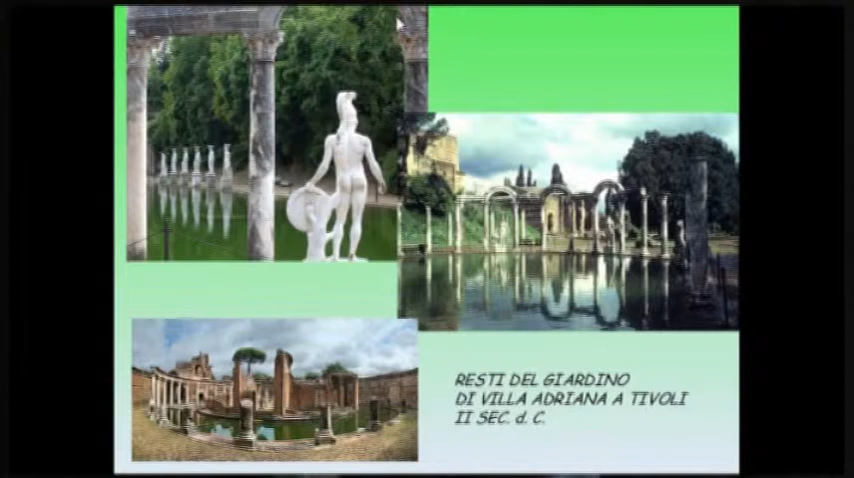 RESTI DEL GIARDINO
DI VILLA ADRIANA A TIVOLI
II SEC. d. C.